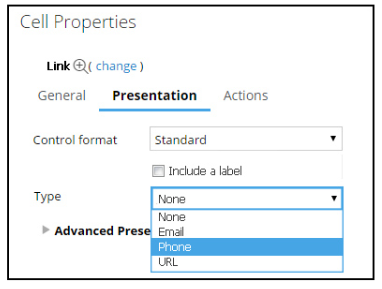 Cell Properties
Link ( change )
General Presentation Actions
Control format Standard
Include a label
Type None
None
Advanced Prese Email
Phone
URL